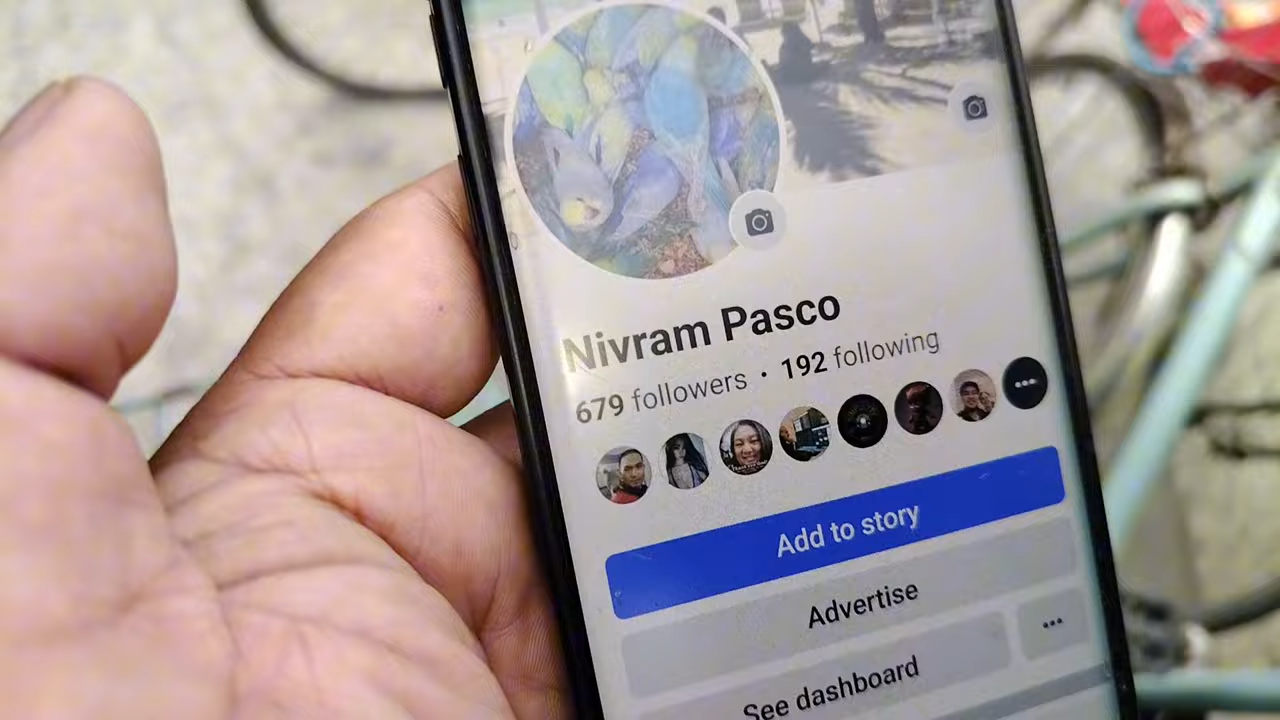 Nivram Pasco
679 followers · 192 following
Add to story
Advertise
See dashboard